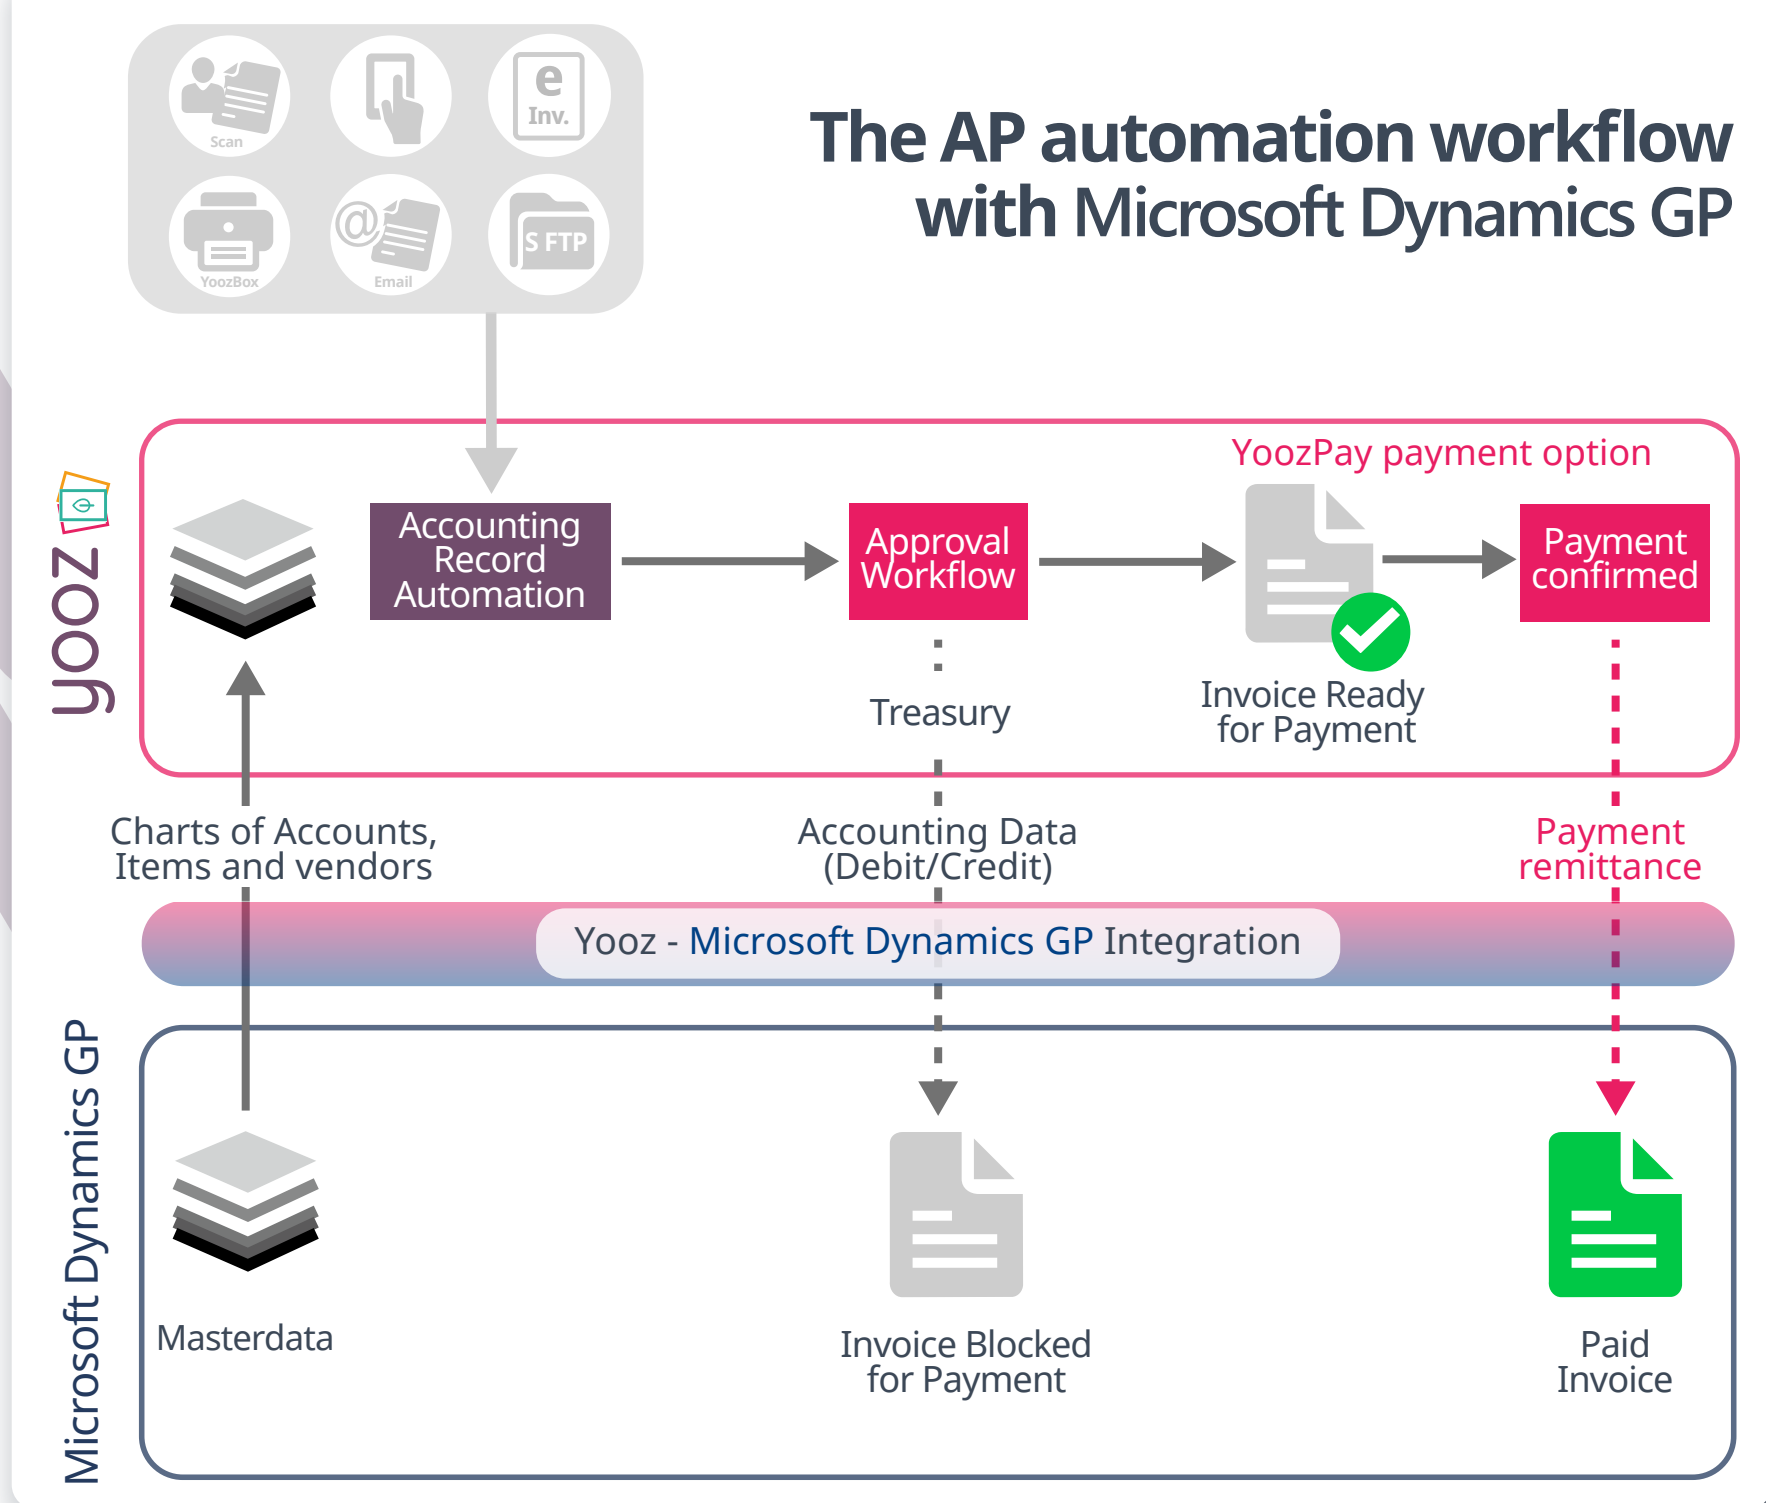 Scan
e
Inv.
YoozBox
@
Email
S FTP
The AP automation workflow
with Microsoft Dynamics GP
yooz
YoozPay payment option
Accounting
Record
Automation
Approval
Workflow
Payment
confirmed
Treasury
Invoice Ready
for Payment
Charts of Accounts,
Items and vendors
Accounting Data
(Debit/Credit)
Payment
remittance
Yooz - Microsoft Dynamics GP Integration
Microsoft Dynamics GP
Masterdata
Invoice Blocked
for Payment
Paid
Invoice